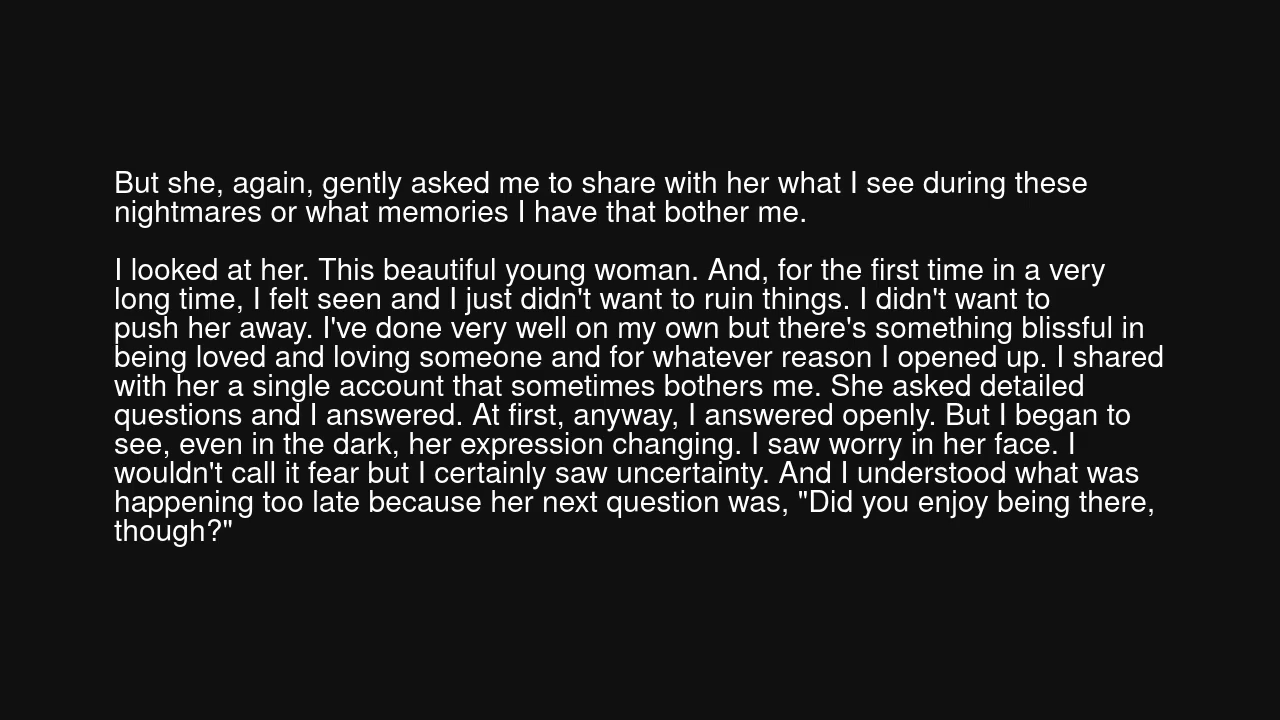 But she, again, gently asked me to share with her what I see during these
nightmares or what memories I have that bother me.
I looked at her. This beautiful young woman. And, for the first time in a very
long time, I felt seen and I just didn't want to ruin things. I didn't want to
push her away. I've done very well on my own but there's something blissful in
being loved and loving someone and for whatever reason I opened up. I shared
with her a single account that sometimes bothers me. She asked detailed
questions and I answered. At first, anyway, I answered openly. But I began to
see, even in the dark, her expression changing. I saw worry in her face. I
wouldn't call it fear but I certainly saw uncertainty. And I understood what was
happening too late because her next question was, "Did you enjoy being there,
though?"